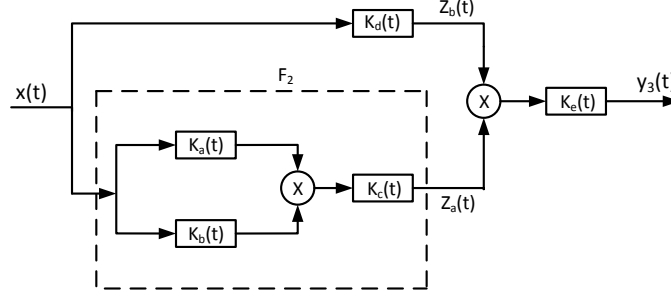 K_d(t)
Z_b(t)
F_2
x(t)
X
K_e(t)
y_3(t)
K_a(t)
X
K_c(t)
Z_a(t)
K_b(t)